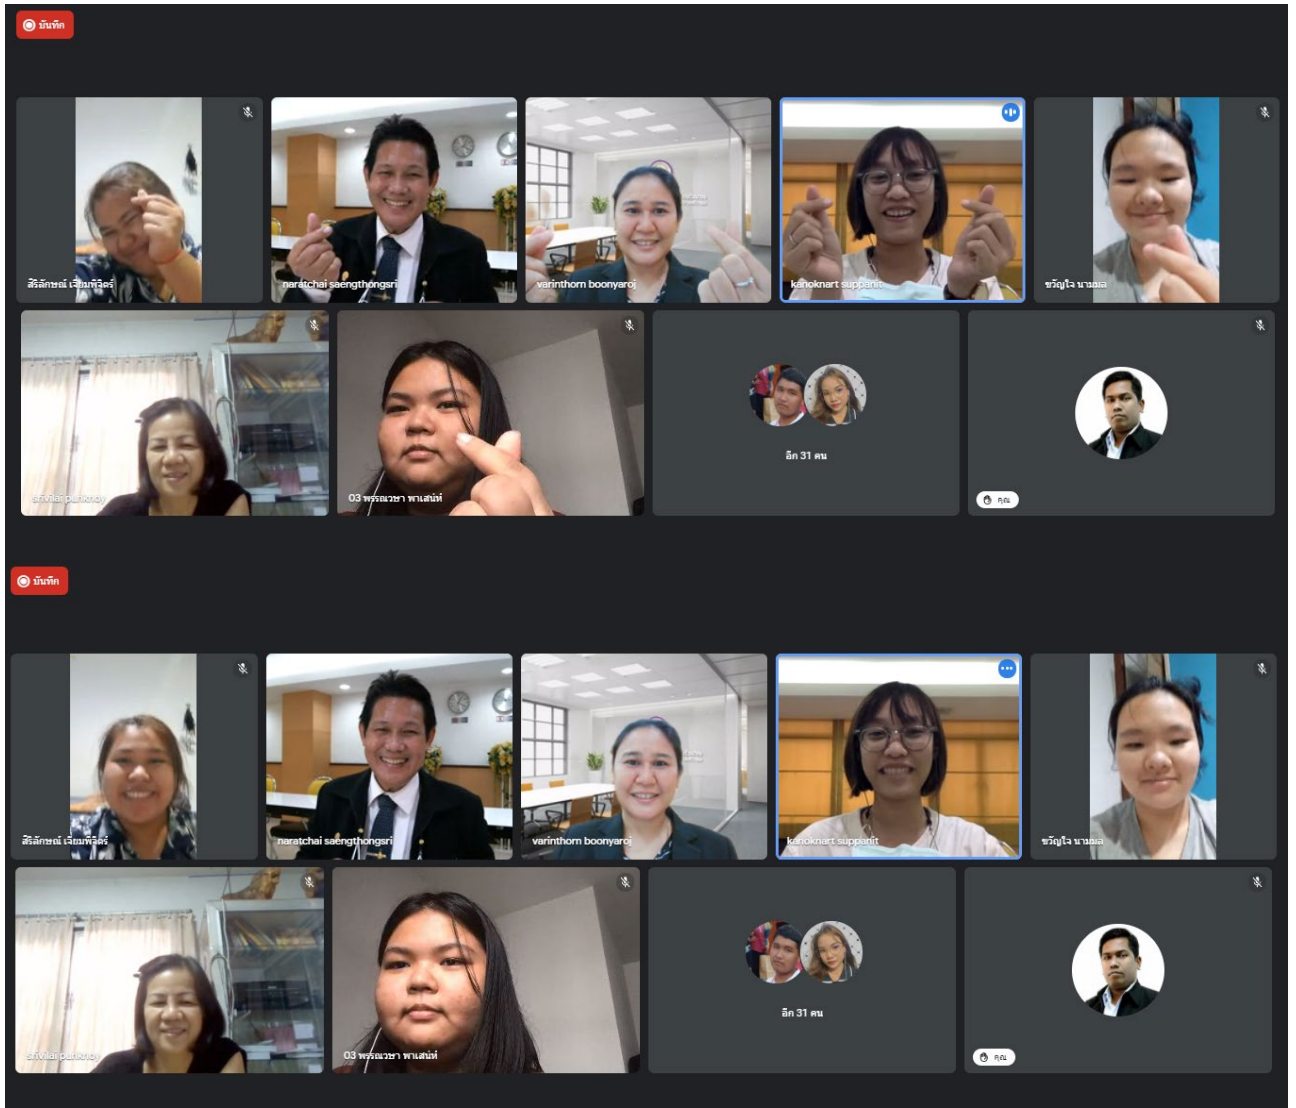 บันทึก
สิริลักษณ์ เจียมพิจิตร์
naratchai saengthongsri
varinthorn boonyaroj
kanoknart suppanit
ขวัญใจ นามมล
srivilai punknoy
03 พรรณวษา พาเสน่ห์
อีก 31 คน
คุณ
บันทึก
สิริลักษณ์ เจียมพิจิตร์
naratchai saengthongsri
varinthorn boonyaroj
kanoknart suppanit
ขวัญใจ นามมล
srivilai punknoy
03 พรรณวษา พาเสน่ห์
อีก 31 คน
คุณ